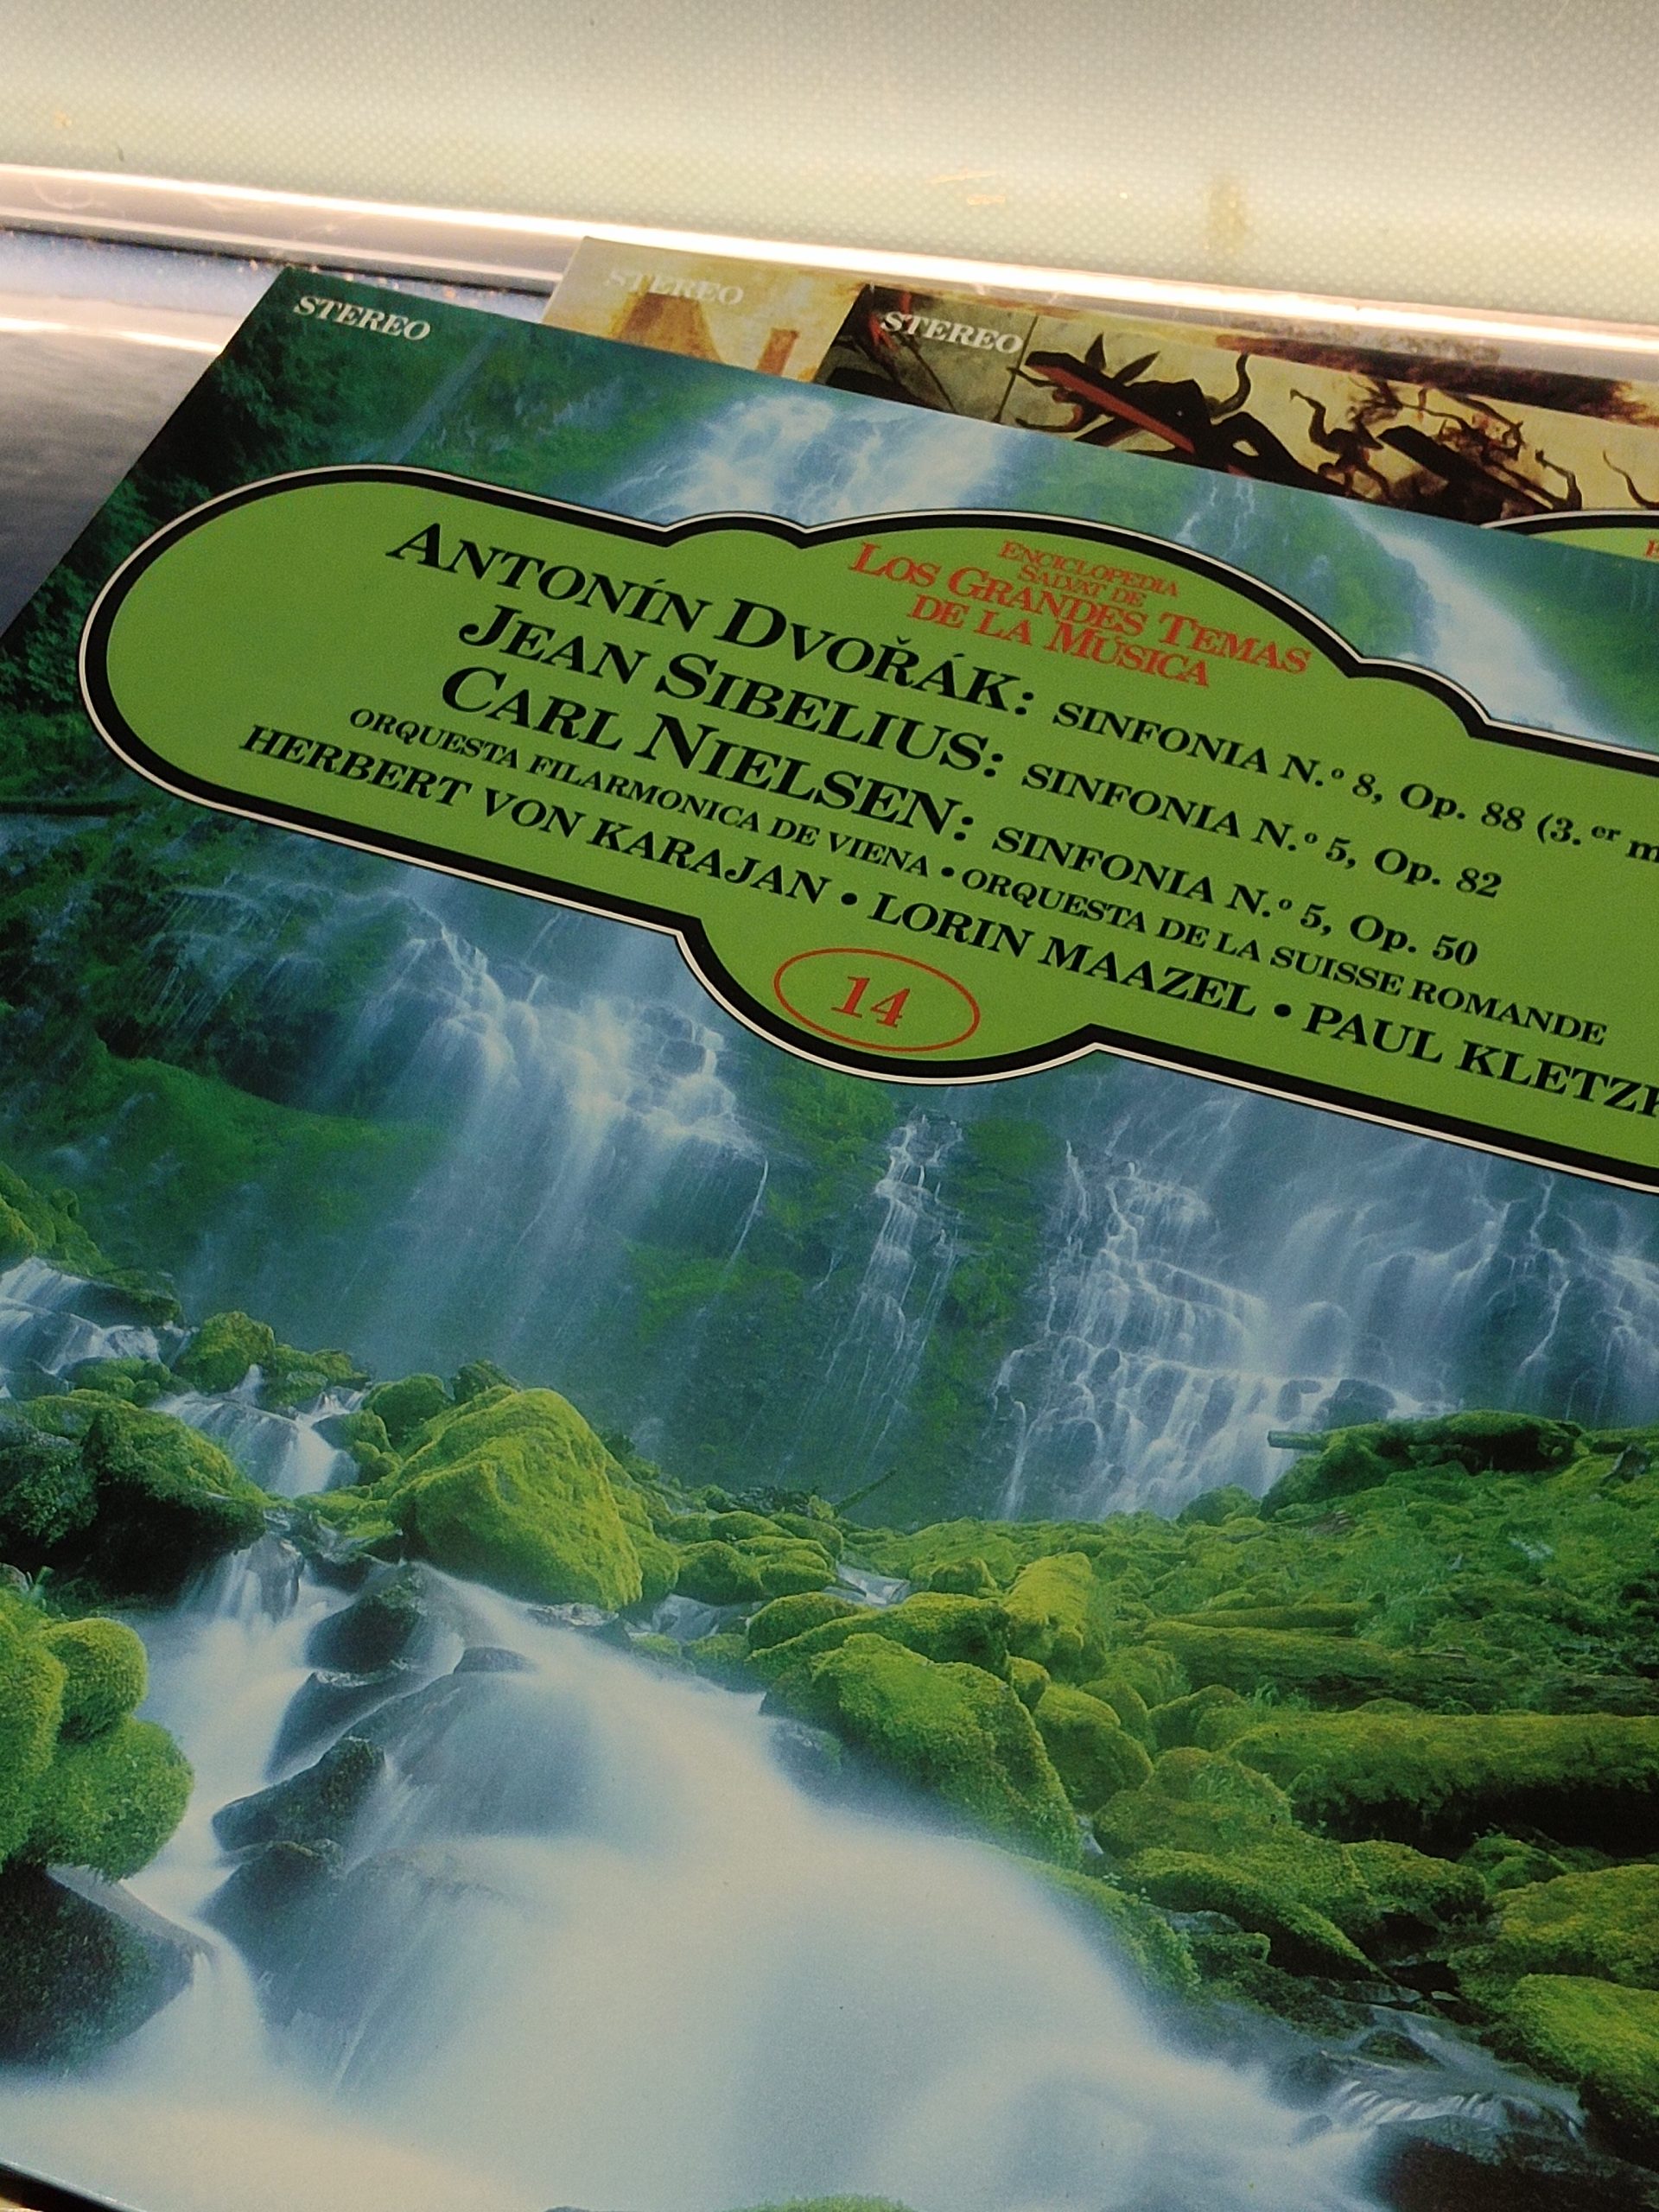 STEREO
STEREO
STEREO
ENCICLOPEDIA
SALVAT DE
LOS GRANDES TEMAS
DE LA MÚSICA
ANTONÍN DVOŘÁK: SINFONIA N.º 8, Op. 88 (3.er m
JEAN SIBELIUS: SINFONIA N.º 5, Op. 82
CARL NIELSEN: SINFONIA N.º 5, Op. 50
ORQUESTA FILARMONICA DE VIENA • ORQUESTA DE LA SUISSE ROMANDE
HERBERT VON KARAJAN • LORIN MAAZEL • PAUL KLETZK
14